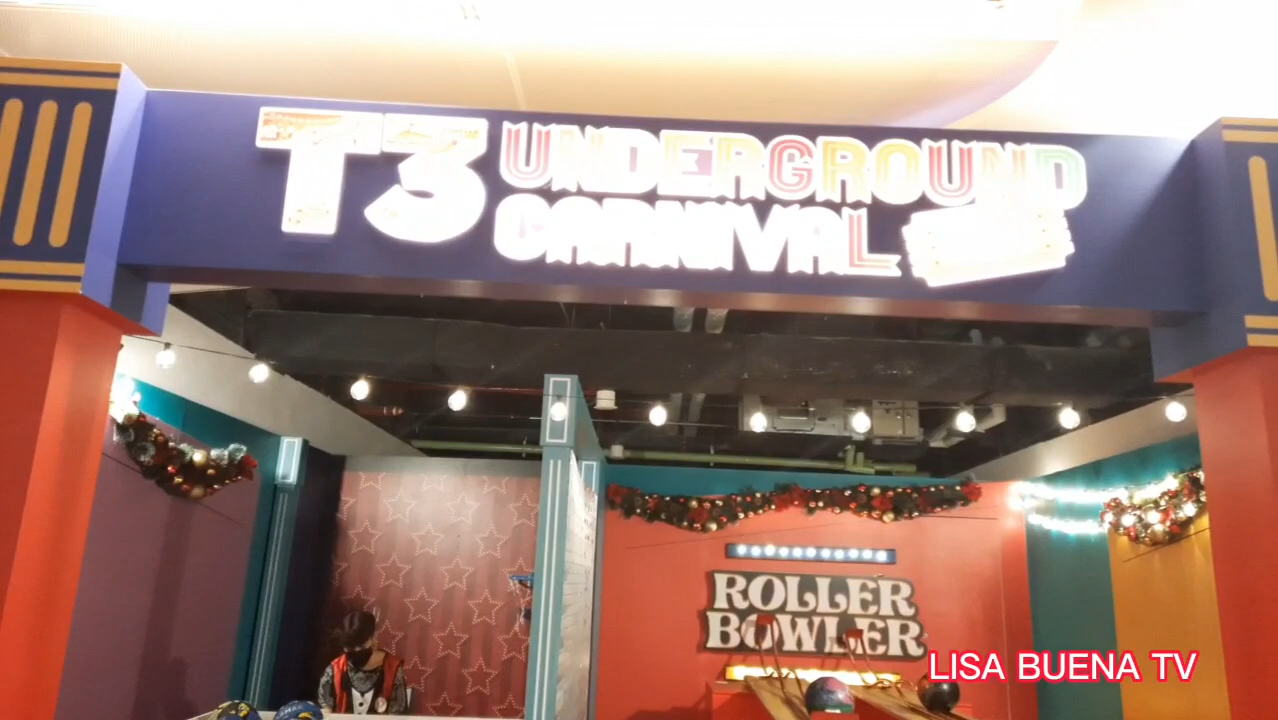 T3 UNDERGROUND
CARNIVAL
ROLLER
BOWLER
LISA BUENA TV